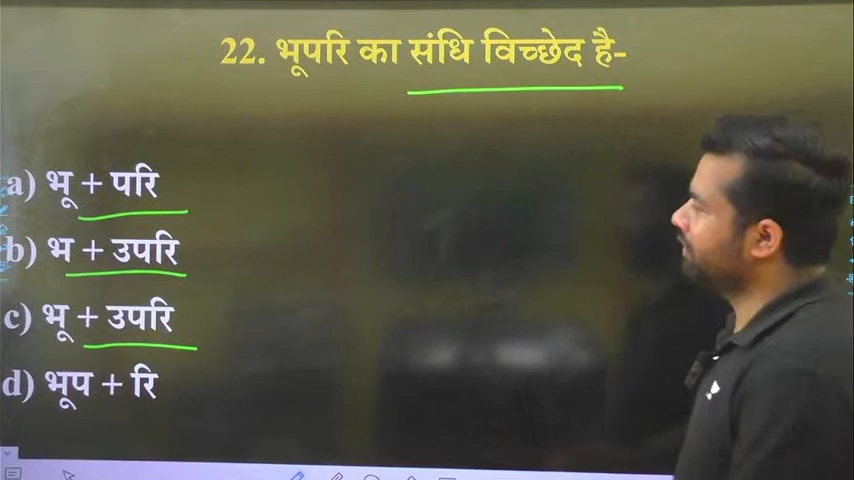 22. भूपरि का संधि विच्छेद है-
a) भू + परि
b) भ + उपरि
c) भू + उपरि
d) भूप + रि